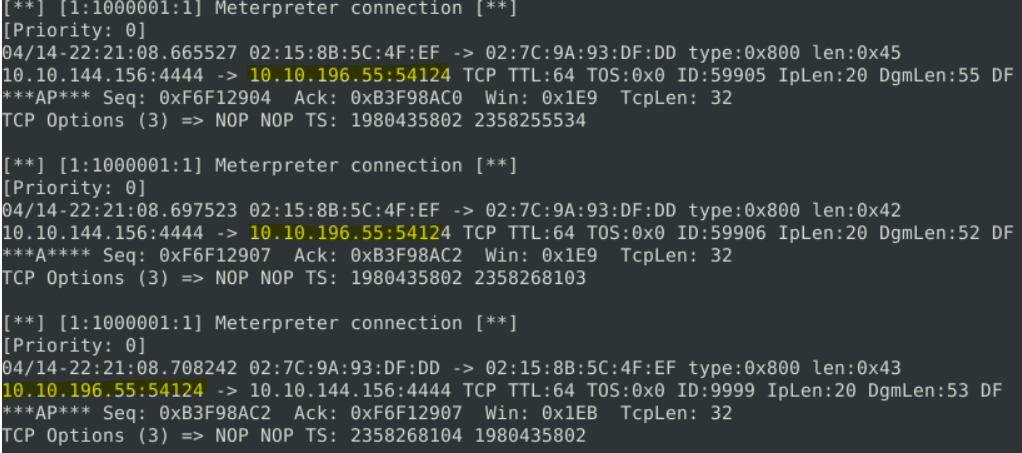 [**] [1:1000001:1] Meterpreter connection [**]
[Priority: 0]
04/14-22:21:08.665527 02:15:8B:5C:4F:EF -> 02:7C:9A:93:DF:DD type:0x800 len:0x45
10.10.144.156:4444 -> 10.10.196.55:54124 TCP TTL:64 TOS:0x0 ID:59905 IpLen:20 DgmLen:55 DF
***AP*** Seq: 0xF6F12904  Ack: 0xB3F98AC0  Win: 0x1E9  TcpLen: 32
TCP Options (3) => NOP NOP TS: 1980435802 2358255534

[**] [1:1000001:1] Meterpreter connection [**]
[Priority: 0]
04/14-22:21:08.697523 02:15:8B:5C:4F:EF -> 02:7C:9A:93:DF:DD type:0x800 len:0x42
10.10.144.156:4444 -> 10.10.196.55:54124 TCP TTL:64 TOS:0x0 ID:59906 IpLen:20 DgmLen:52 DF
***A**** Seq: 0xF6F12907  Ack: 0xB3F98AC2  Win: 0x1E9  TcpLen: 32
TCP Options (3) => NOP NOP TS: 1980435802 2358268103

[**] [1:1000001:1] Meterpreter connection [**]
[Priority: 0]
04/14-22:21:08.708242 02:7C:9A:93:DF:DD -> 02:15:8B:5C:4F:EF type:0x800 len:0x43
10.10.196.55:54124 -> 10.10.144.156:4444 TCP TTL:64 TOS:0x0 ID:9999 IpLen:20 DgmLen:53 DF
***AP*** Seq: 0xB3F98AC2  Ack: 0xF6F12907  Win: 0x1EB  TcpLen: 32
TCP Options (3) => NOP NOP TS: 2358268104 1980435802